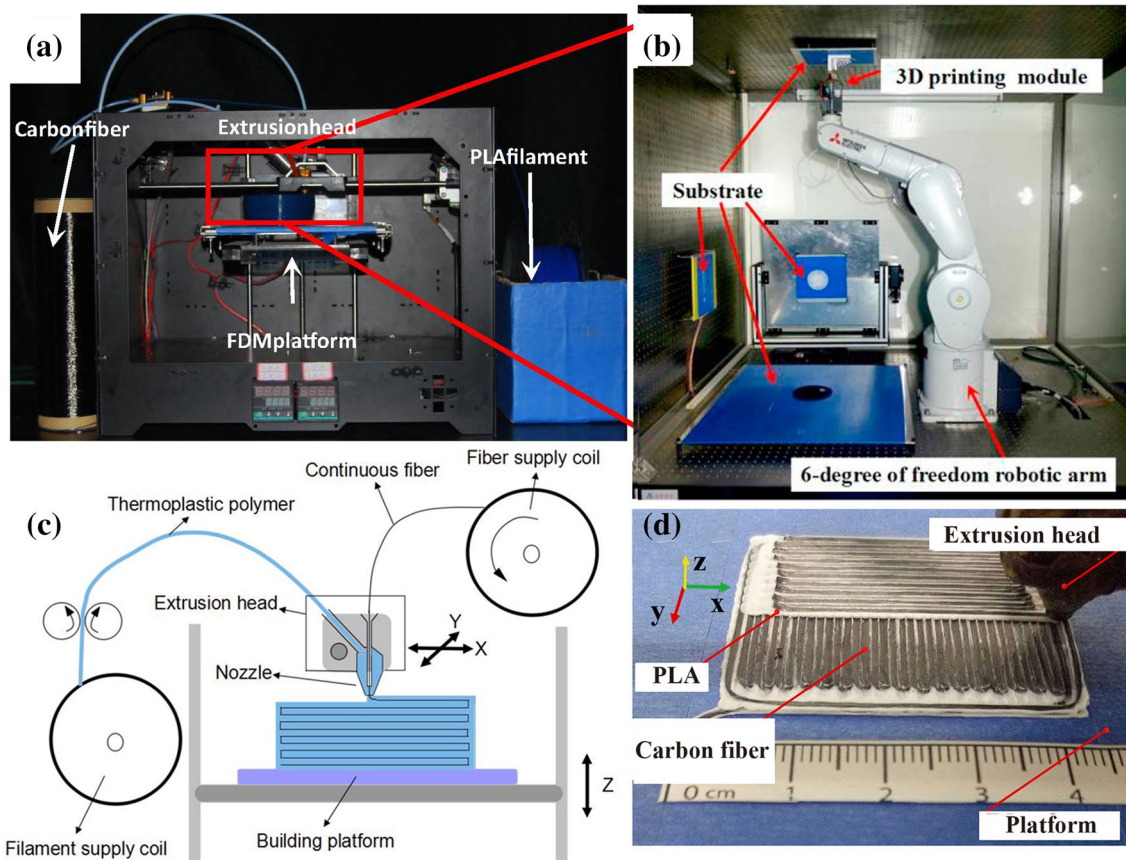 (a)
Carbonfiber
Extrusionhead
PLAfilament
FDMplatform
(b)
3D printing module
MITSUBISHI
ELECTRIC
Substrate
6-degree of freedom robotic arm
(c)
Continuous fiber
Fiber supply coil
Thermoplastic polymer
Extrusion head
Y
X
Nozzle
Z
Building platform
Filament supply coil
(d)
Extrusion head
z
x
y
PLA
Carbon fiber
0 cm
1
2
3
4
Platform